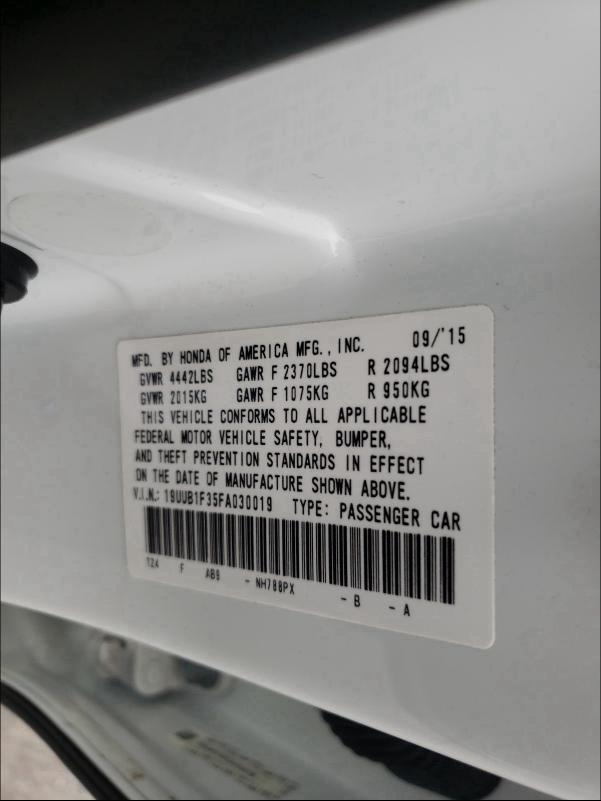 MFD. BY HONDA OF AMERICA MFG., INC. 09/'15
GVWR 4442LBS GAWR F 2370LBS R 2094LBS
GVWR 2015KG GAWR F 1075KG R 950KG
THIS VEHICLE CONFORMS TO ALL APPLICABLE
FEDERAL MOTOR VEHICLE SAFETY, BUMPER,
AND THEFT PREVENTION STANDARDS IN EFFECT
ON THE DATE OF MANUFACTURE SHOWN ABOVE.
V.I.N.: 19UUB1F35FA030019 TYPE: PASSENGER CAR
TZ4 F AB9 - NH788PX - B - A